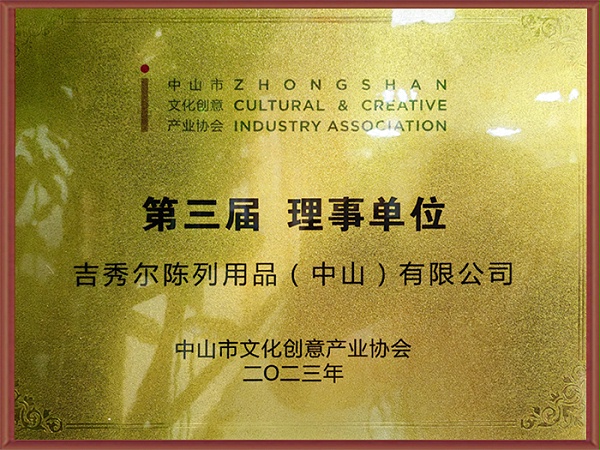 中山市 ZHONGSHAN
文化创意 CULTURAL & CREATIVE
产业协会 INDUSTRY ASSOCIATION
第三届 理事单位
吉秀尔陈列用品（中山）有限公司
中山市文化创意产业协会
二〇二三年